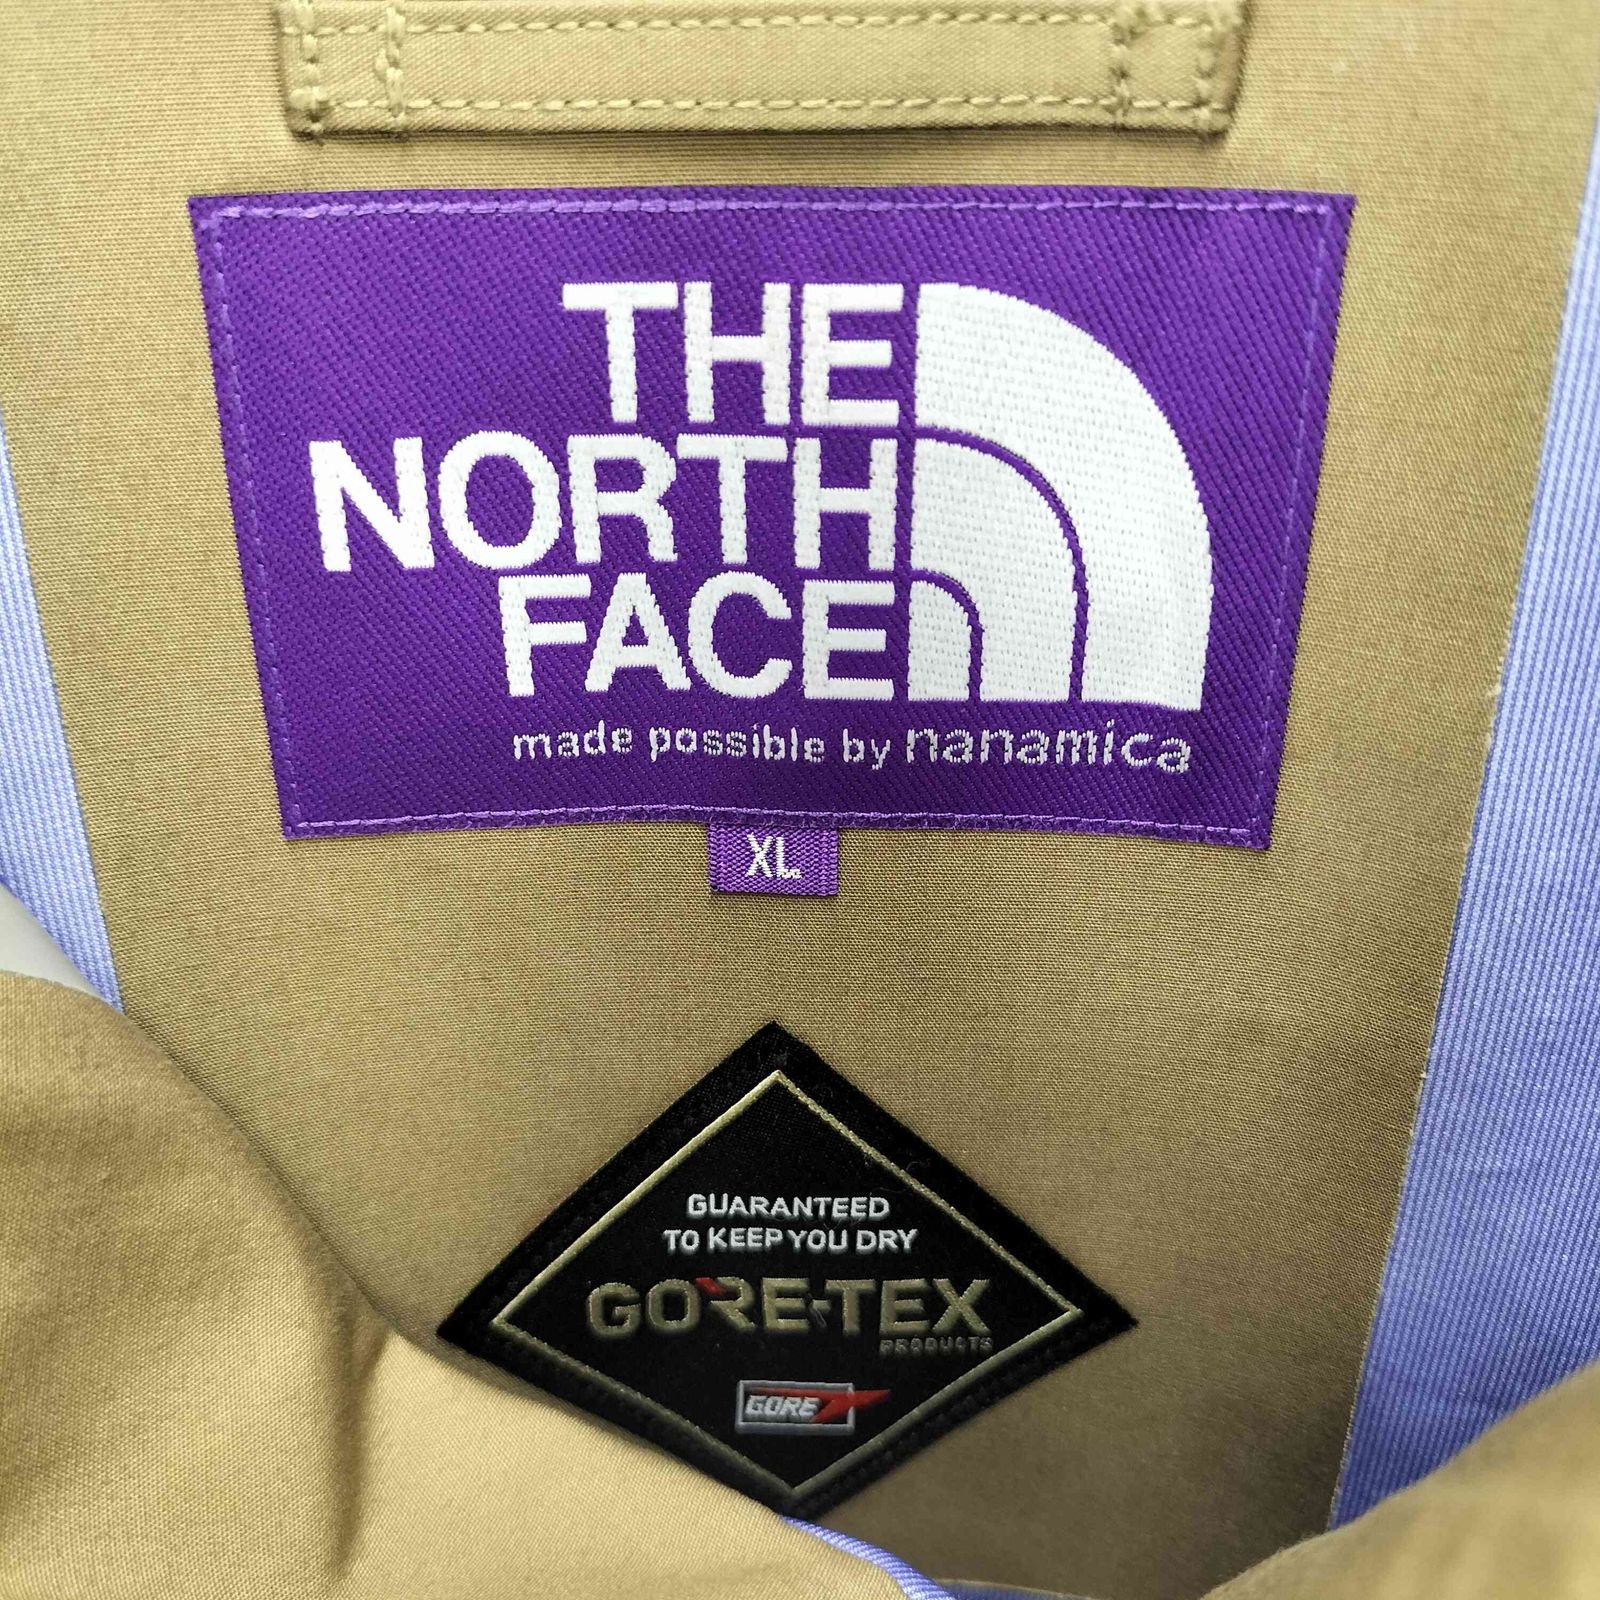 THE
NORTH
FACE
made possible by nanamica
XL
GUARANTEED
TO KEEP YOU DRY
GORE-TEX
PRODUCTS
GORE